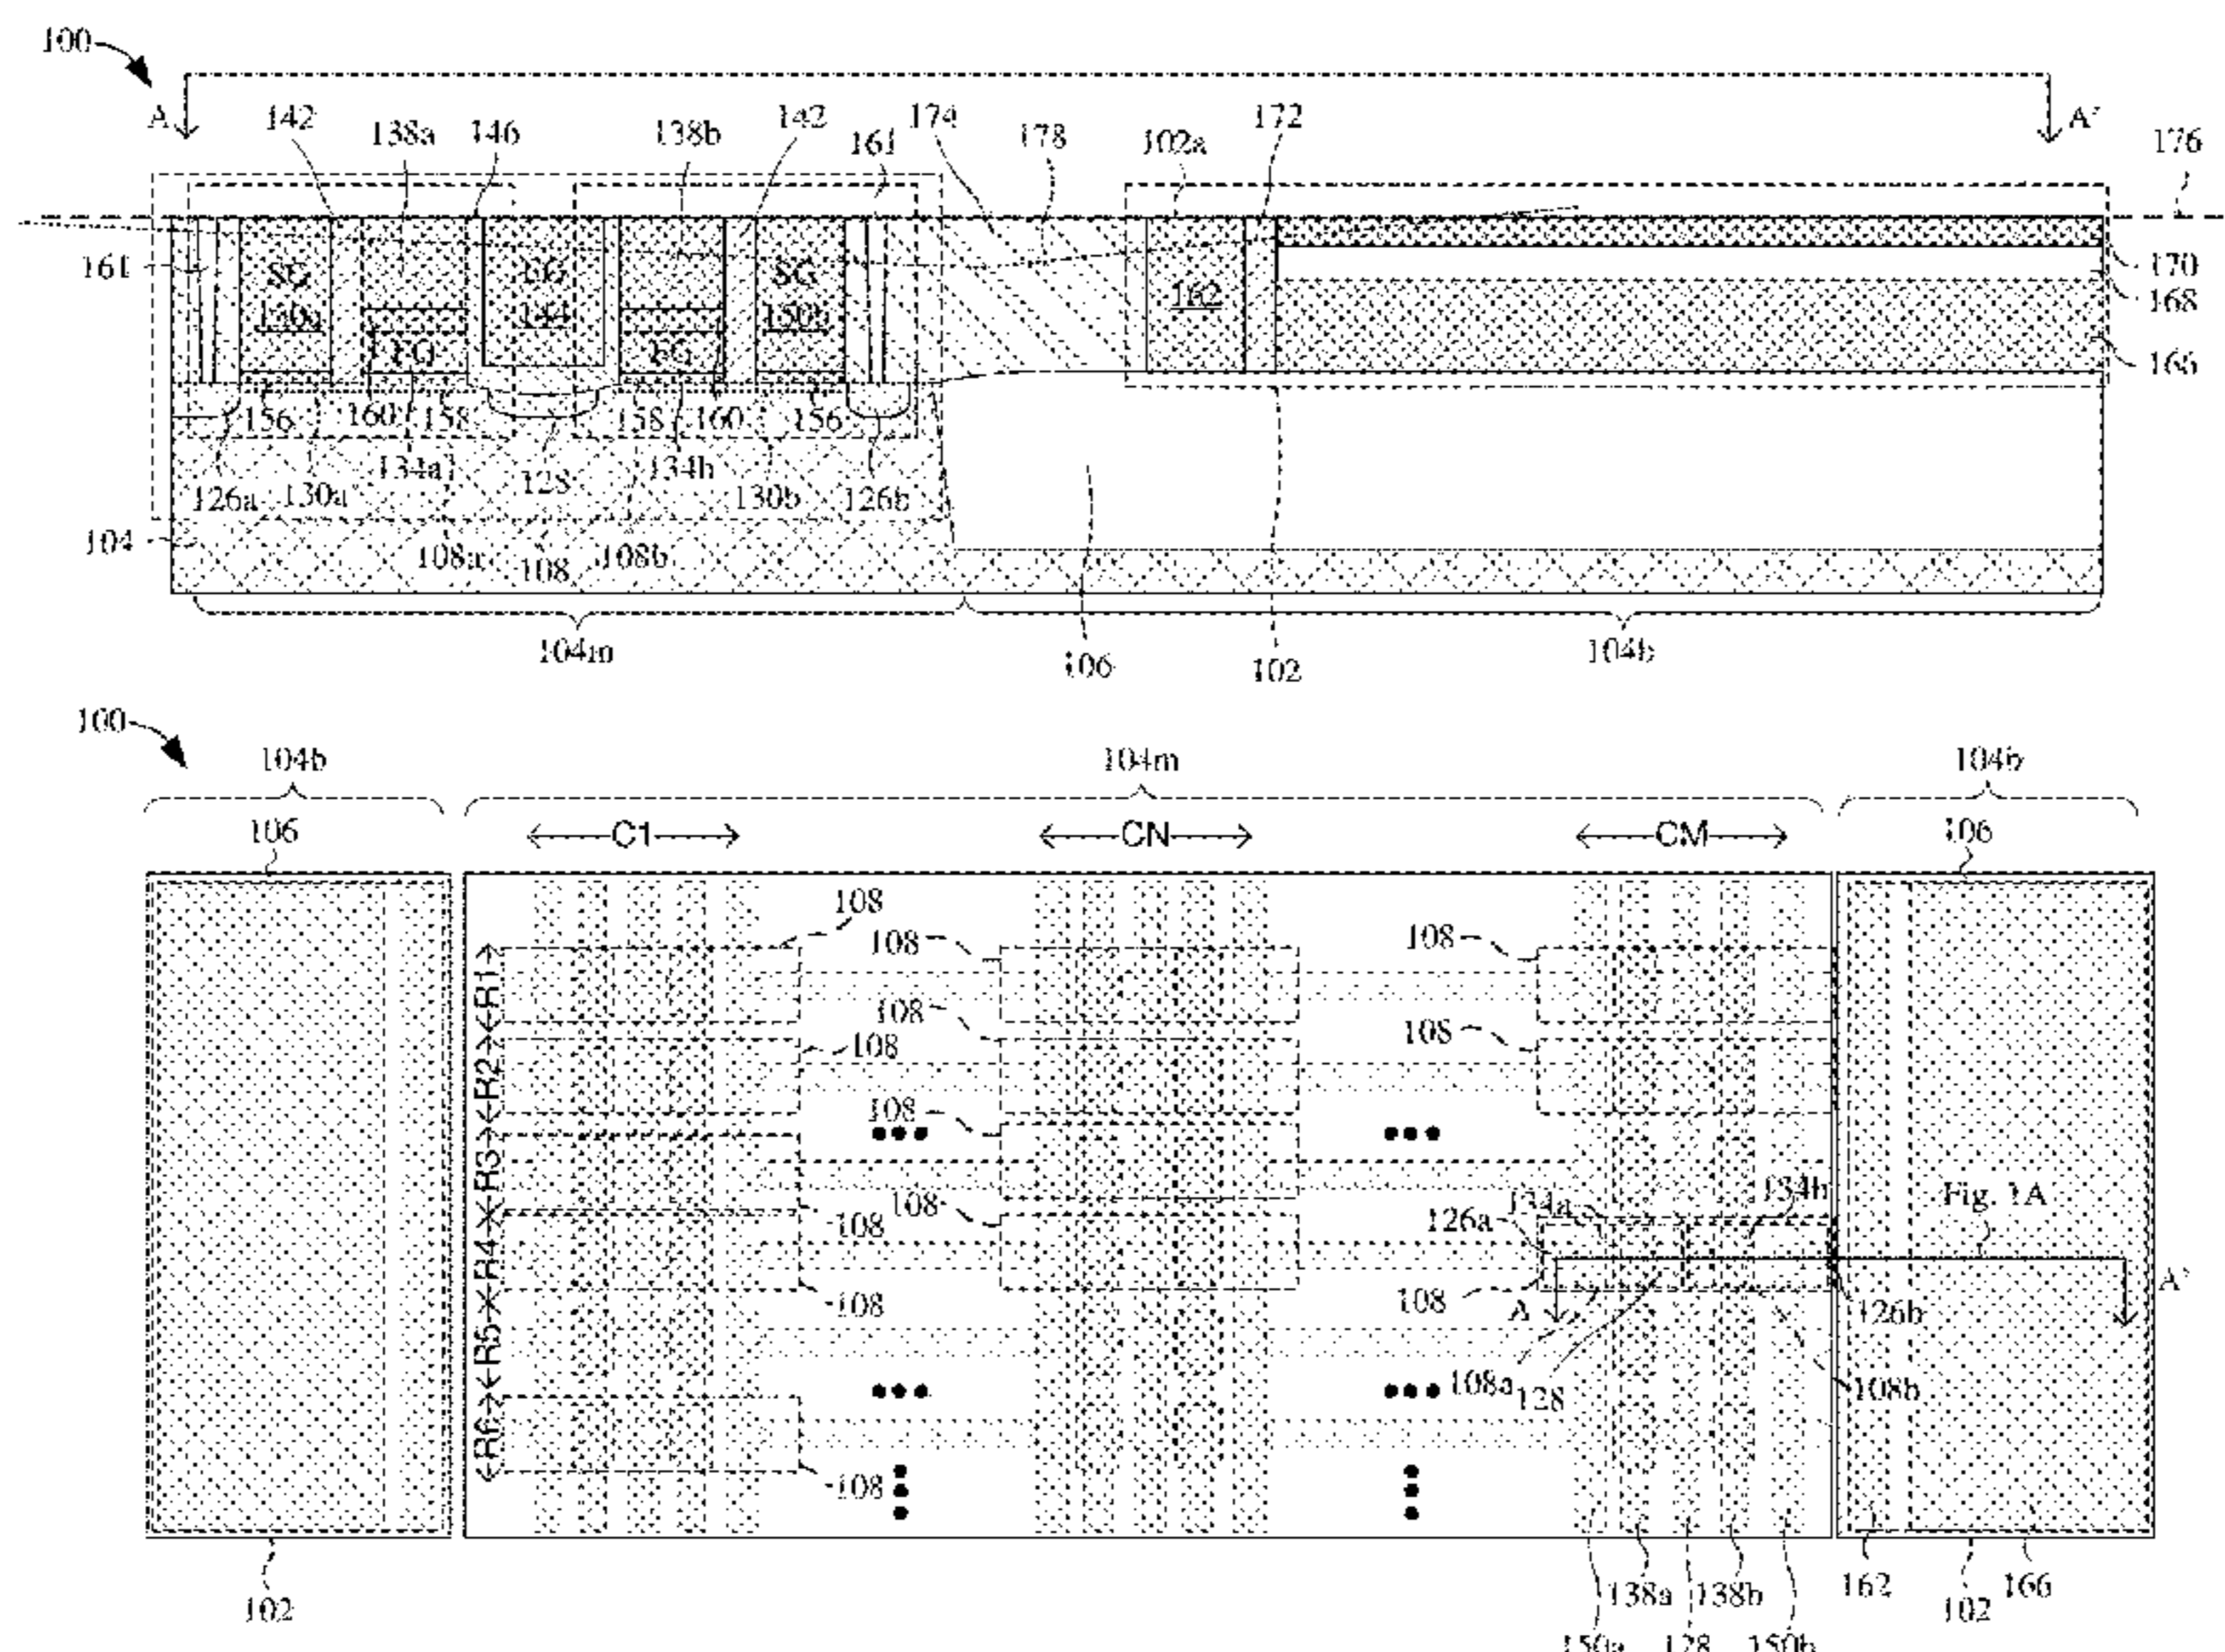 100
A
142
138a
146
138b
142
161
174
178
102a
172
A'
176
161
SG
EG
144
SG
150b
162
170
168
166
FG
FG
156
160
158
158
160
156
134a
128
134b
126a
130a
130b
126b
104
108a
108
108b
104m
106
102
104b
100
104b
104m
104b
106
C1
CN
CM
106
108
108
108
R1
108
108
108
R2
108
R3
108
134a
134b
Fig. 1A
126a
108
R4
108
108
A
126b
A'
R5
108a
128
108b
R6
108
102
138a
138b
162
102
166
150a
128
150b